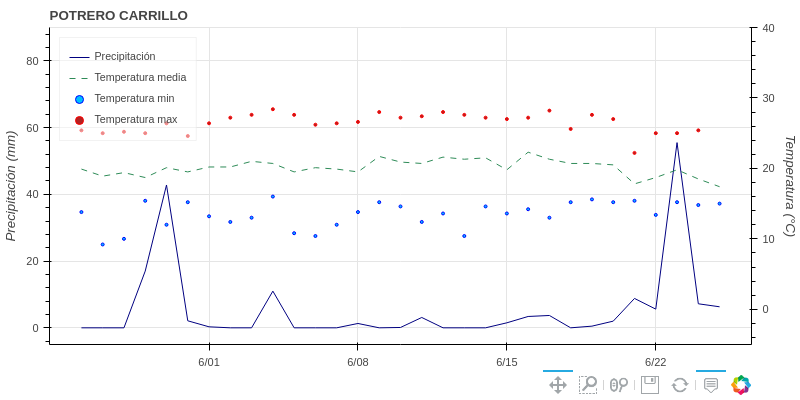 POTRERO CARRILLO
Precipitación
Temperatura media
Temperatura min
Temperatura max
Precipitación (mm)
80
60
40
20
0
40
30
20
10
0
Temperatura (°C)
6/01
6/08
6/15
6/22